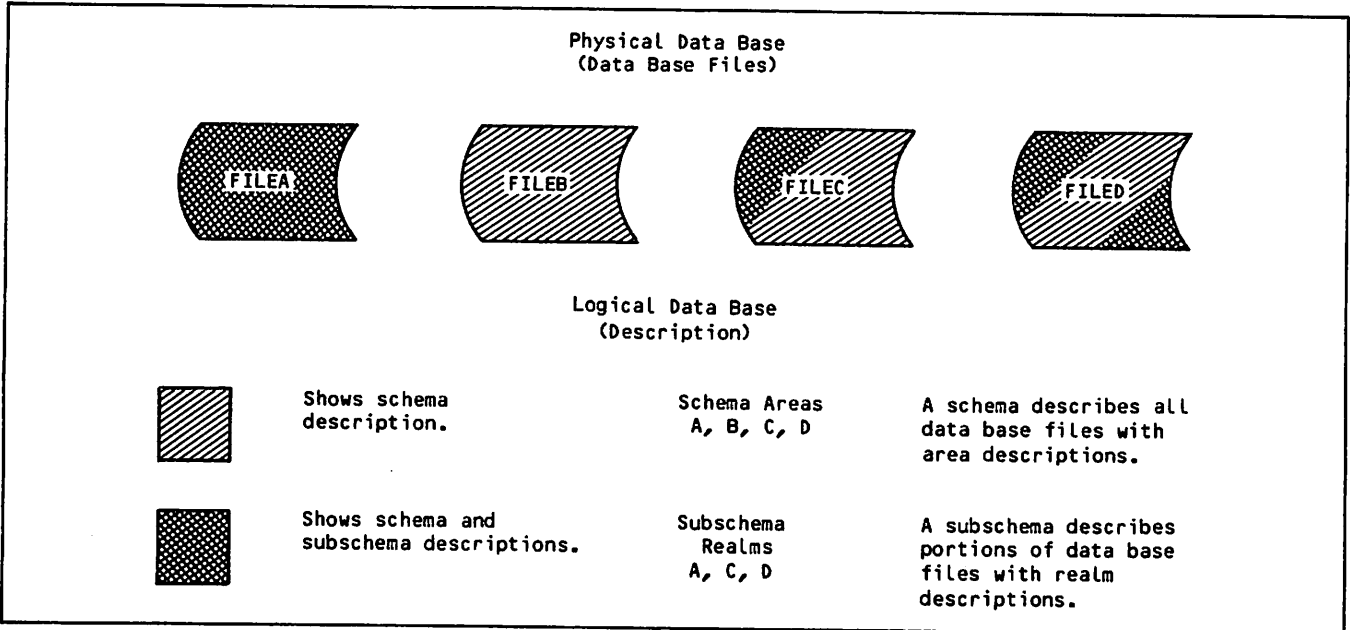 Physical Data Base
(Data Base Files)
FILEA
FILEB
FILEC
FILED
Logical Data Base
(Description)
Shows schema
description.
Schema Areas
A, B, C, D
A schema describes all
data base files with
area descriptions.
Shows schema and
subschema descriptions.
Subschema
Realms
A, C, D
A subschema describes
portions of data base
files with realm
descriptions.